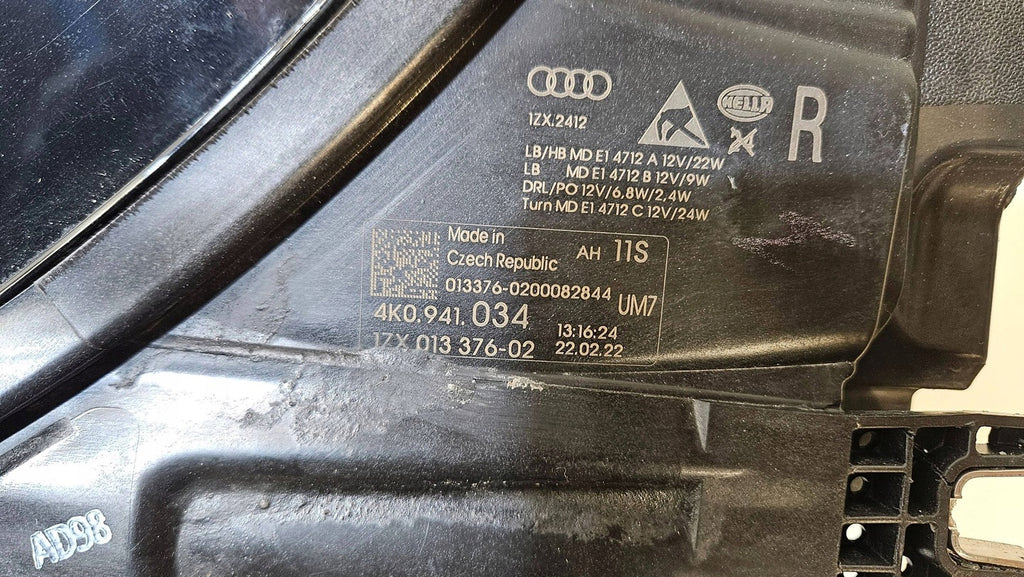 1ZX.2412
HELLA
R
24
LB/HB MD E1 4712 A 12V/22W
LB MD E1 4712 B 12V/9W
DRL/PO 12V/6,8W/2,4W
Turn MD E1 4712 C 12V/24W
Made in
Czech Republic
AH 11S
013376-0200082844
UM7
4K0.941.034
13:16:24
1ZX 013 376-02 22.02.22
AD98